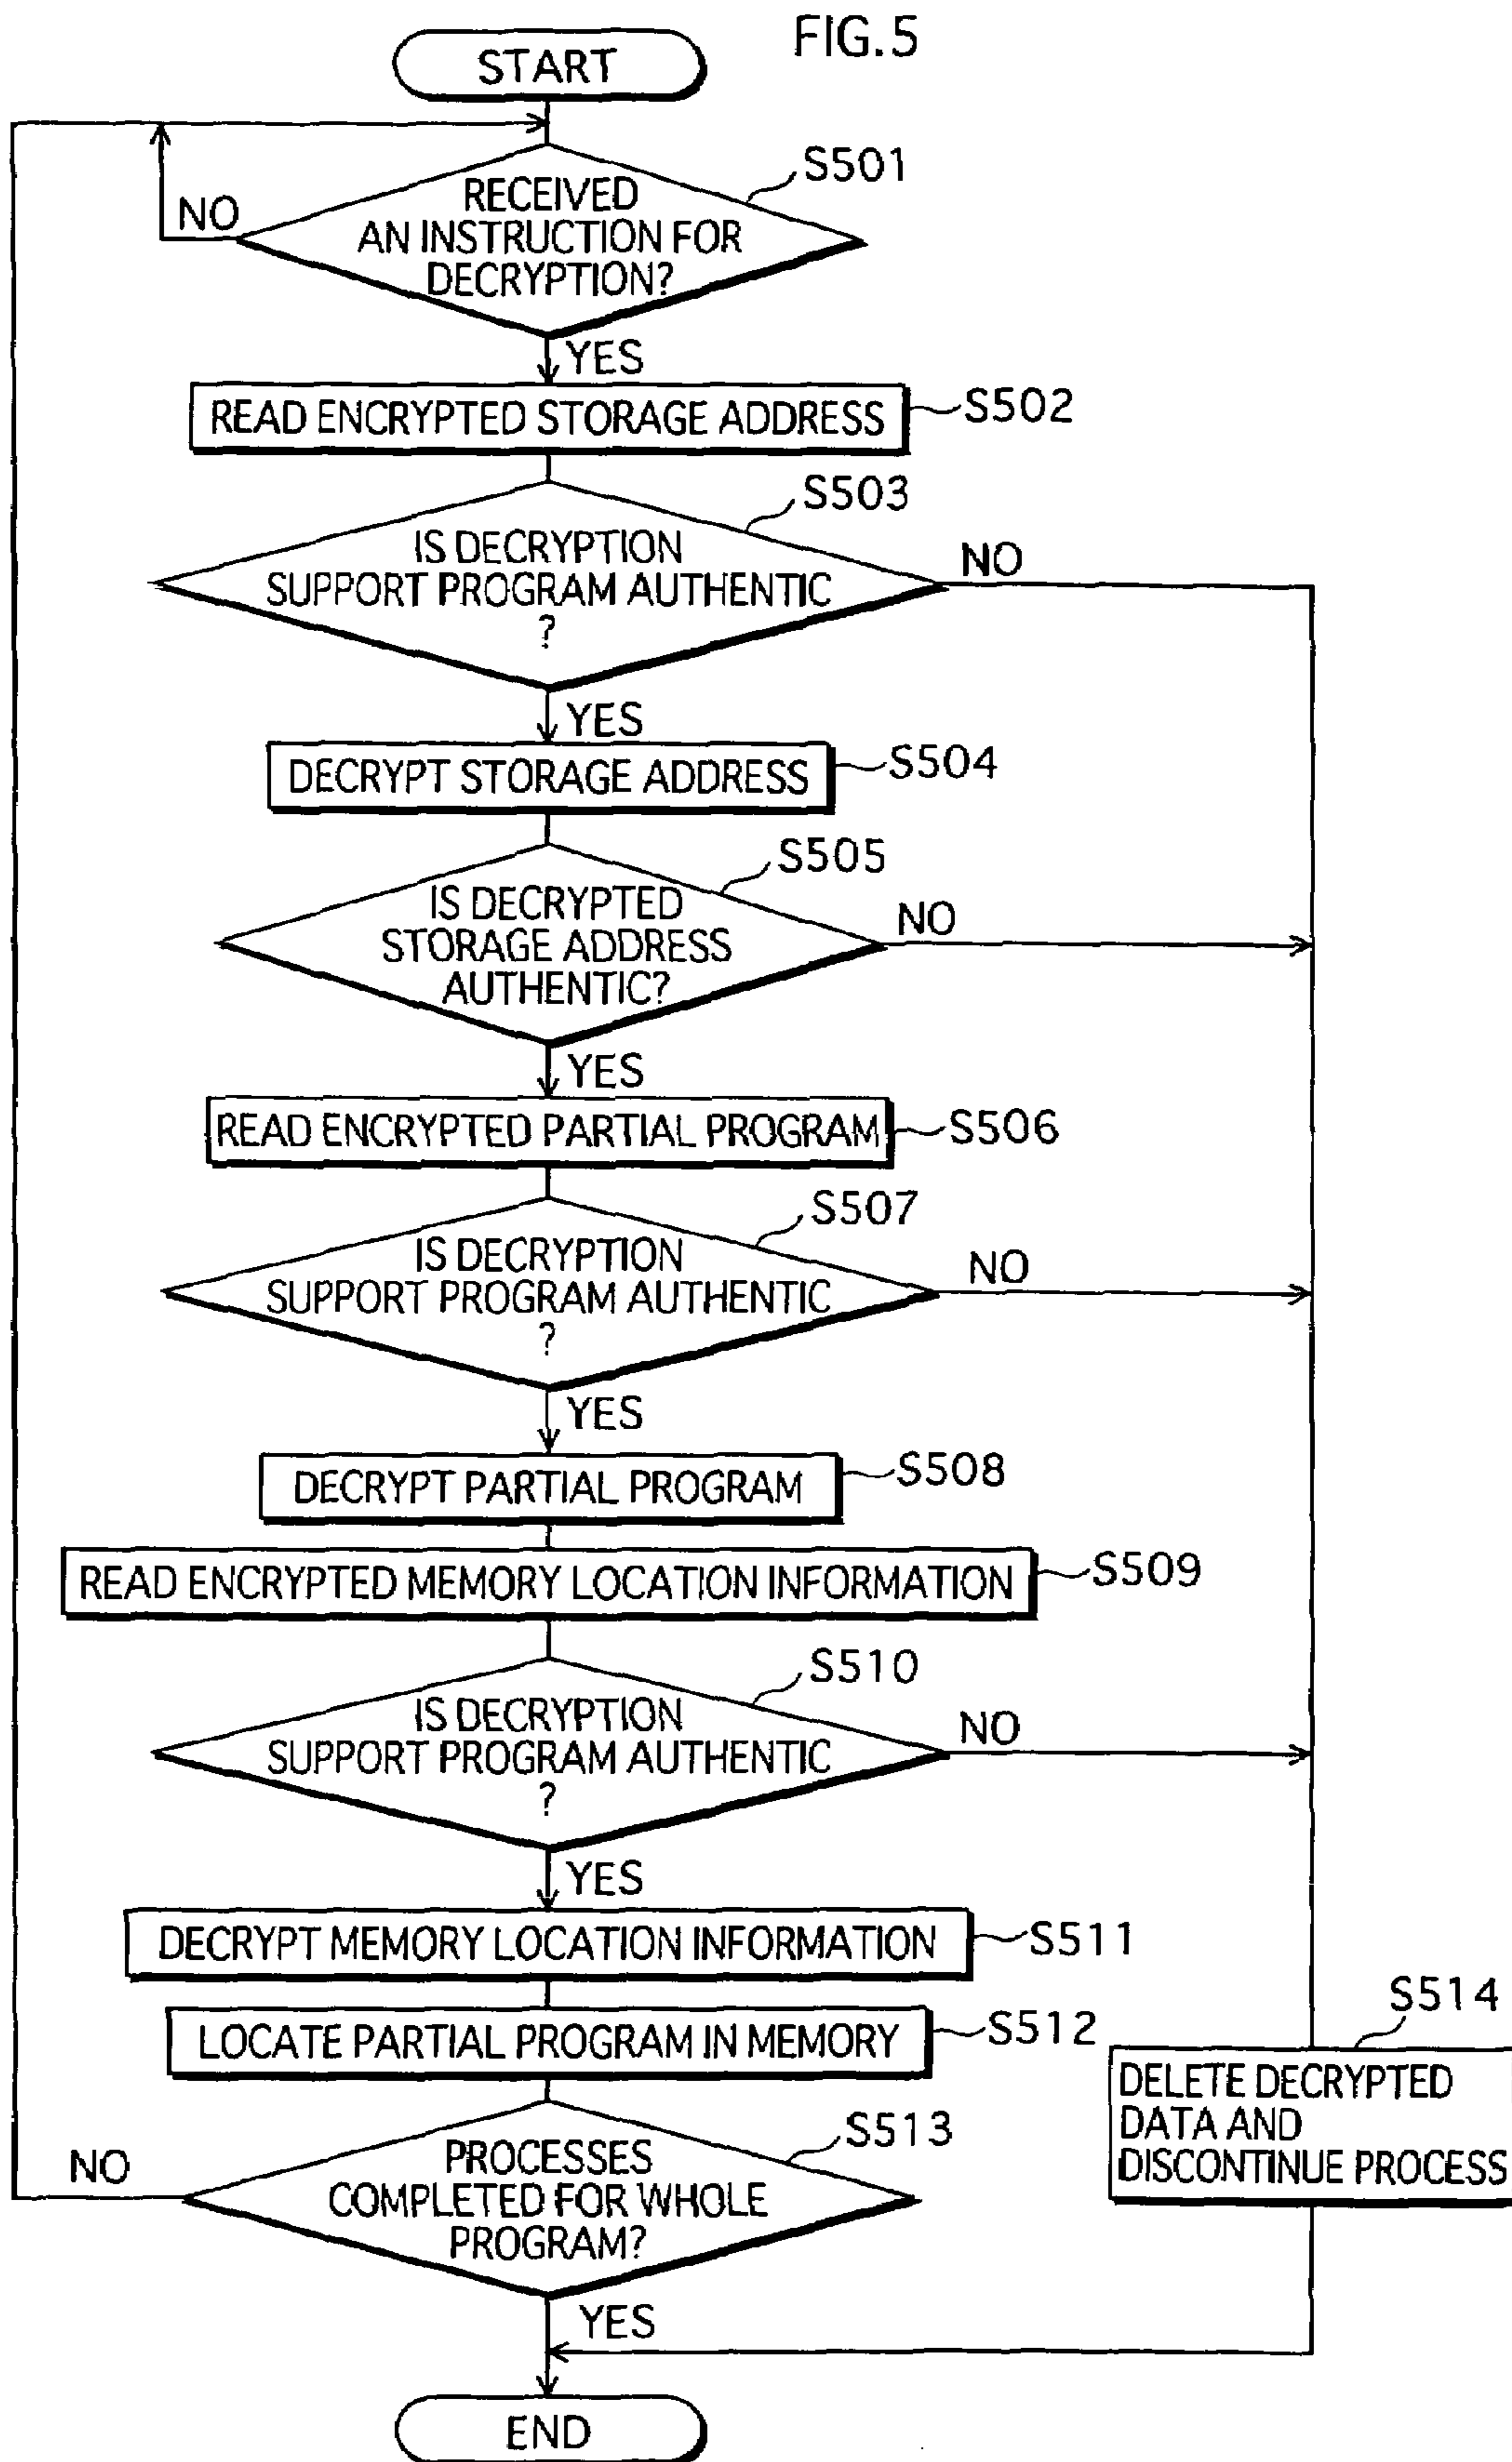 FIG.5
START
S501
RECEIVED
AN INSTRUCTION FOR
DECRYPTION?
NO
YES
READ ENCRYPTED STORAGE ADDRESS
S502
S503
IS DECRYPTION
SUPPORT PROGRAM AUTHENTIC
?
NO
YES
DECRYPT STORAGE ADDRESS
S504
S505
IS DECRYPTED
STORAGE ADDRESS
AUTHENTIC?
NO
YES
READ ENCRYPTED PARTIAL PROGRAM
S506
S507
IS DECRYPTION
SUPPORT PROGRAM AUTHENTIC
?
NO
YES
DECRYPT PARTIAL PROGRAM
S508
READ ENCRYPTED MEMORY LOCATION INFORMATION
S509
S510
IS DECRYPTION
SUPPORT PROGRAM AUTHENTIC
?
NO
YES
DECRYPT MEMORY LOCATION INFORMATION
S511
LOCATE PARTIAL PROGRAM IN MEMORY
S512
S513
PROCESSES
COMPLETED FOR WHOLE
PROGRAM?
NO
YES
S514
DELETE DECRYPTED
DATA AND
DISCONTINUE PROCESS
END